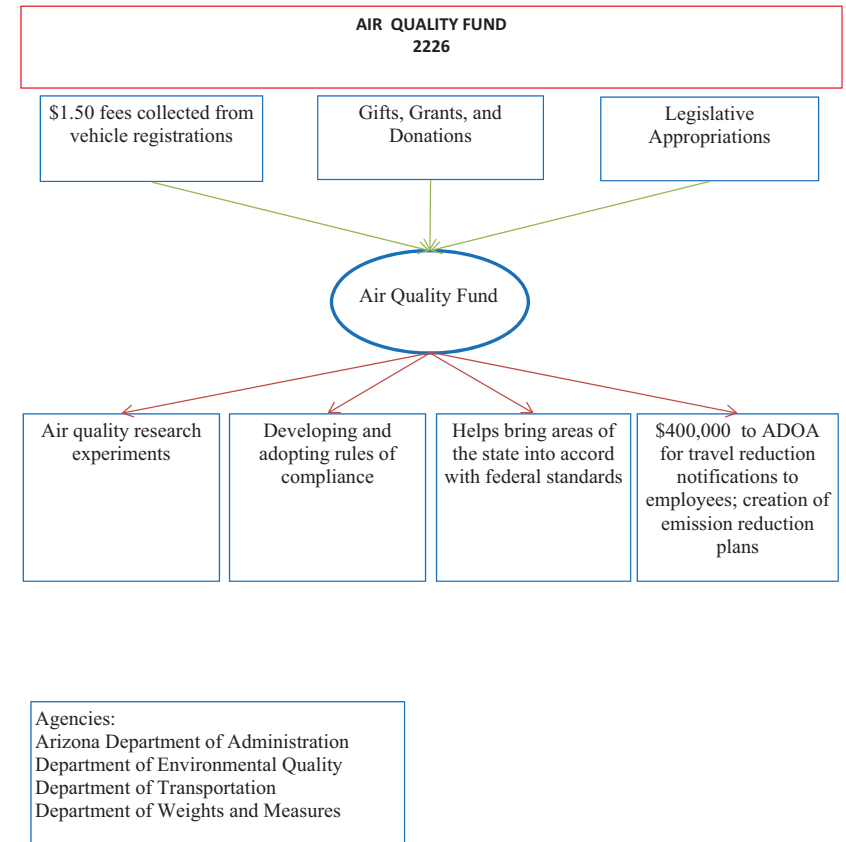 AIR QUALITY FUND
2226
$1.50 fees collected from
vehicle registrations
Gifts, Grants, and
Donations
Legislative
Appropriations
Air Quality Fund
Air quality research
experiments
Developing and
adopting rules of
compliance
Helps bring areas of
the state into accord
with federal standards
$400,000 to ADOA
for travel reduction
notifications to
employees; creation of
emission reduction
plans
Agencies:
Arizona Department of Administration
Department of Environmental Quality
Department of Transportation
Department of Weights and Measures